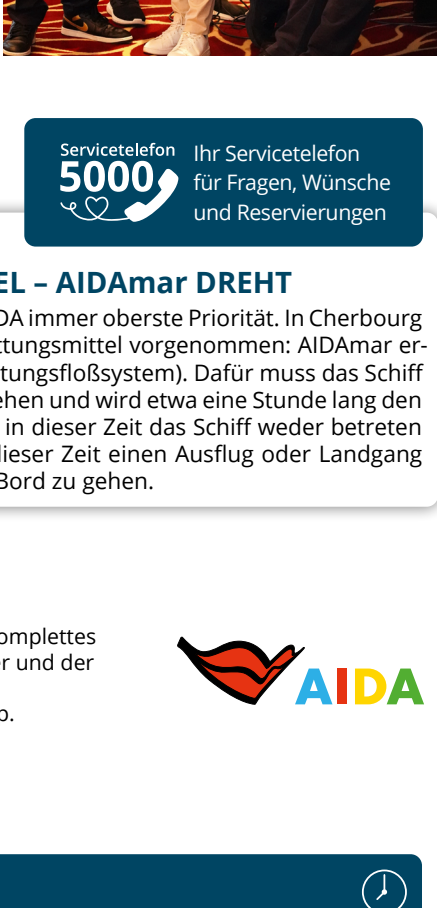 Servicetelefon
5000
Ihr Servicetelefon
für Fragen, Wünsche
und Reservierungen
EL – AIDAmar DREHT
DA immer oberste Priorität. In Cherbourg
ttungsmittel vorgenommen: AIDAmar er-
tungsfloßsystem). Dafür muss das Schiff
ehen und wird etwa eine Stunde lang den
in dieser Zeit das Schiff weder betreten
dieser Zeit einen Ausflug oder Landgang
Bord zu gehen.
omplettes
er und der
b.
AIDA